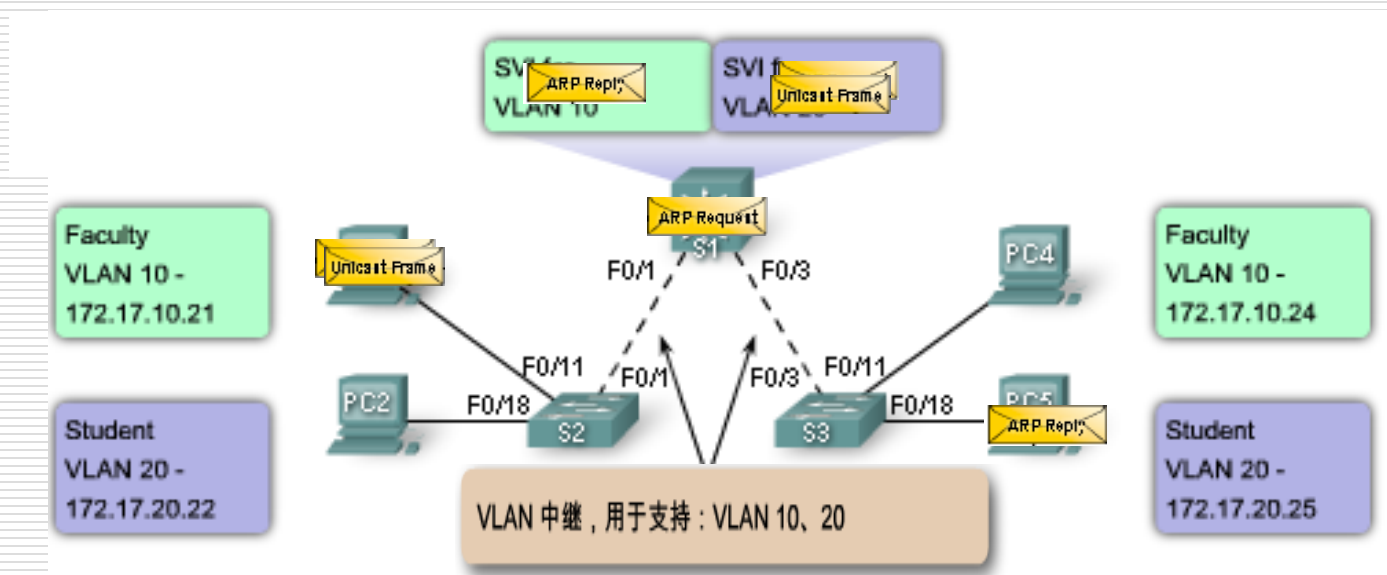 SVI
ARP Reply
VLAN 10
SVI
Unicast Frame
ARP Request
S1
Faculty
VLAN 10 -
172.17.10.21
Unicast Frame
F0/1
F0/3
PC4
Faculty
VLAN 10 -
172.17.10.24
F0/11
F0/1
F0/3
F0/11
PC2
F0/18
S2
S3
F0/18
PC5
ARP Reply
Student
VLAN 20 -
172.17.20.22
Student
VLAN 20 -
172.17.20.25
VLAN 中继，用于支持：VLAN 10、20